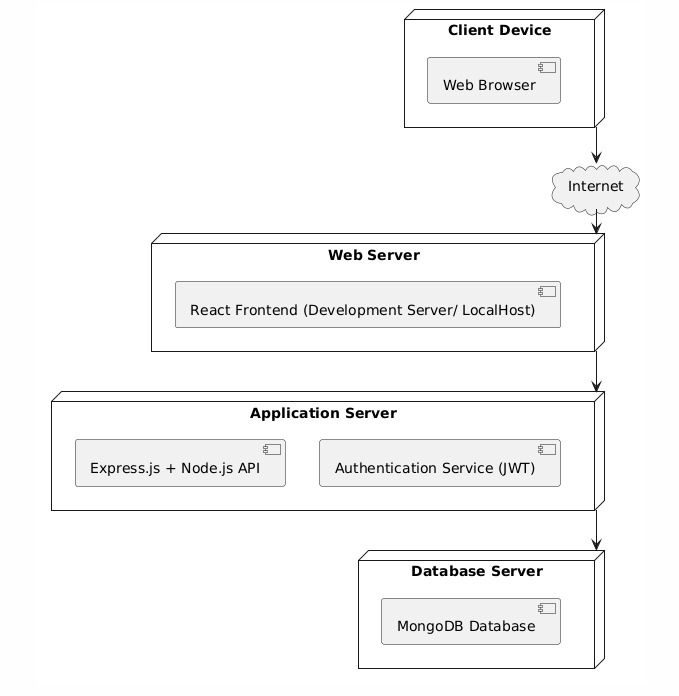 Client Device
Web Browser
Internet
Web Server
React Frontend (Development Server/ LocalHost)
Application Server
Express.js + Node.js API
Authentication Service (JWT)
Database Server
MongoDB Database